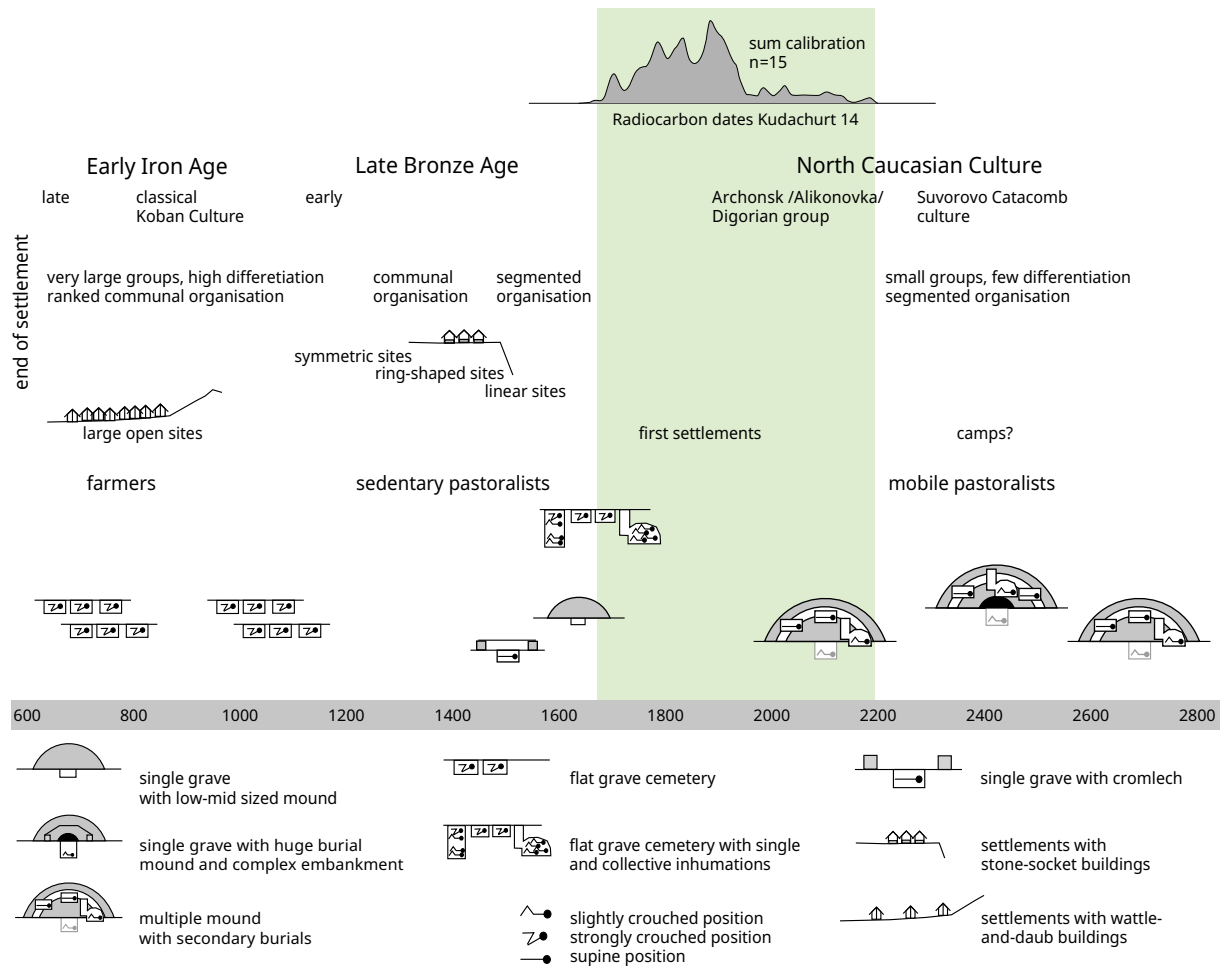 sum calibration
n=15
Radiocarbon dates Kudachurt 14
Early Iron Age
Late Bronze Age
North Caucasian Culture
late
classical
Koban Culture
early
Archonsk /Alikonovka/
Digorian group
Suvorovo Catacomb
culture
end of settlement
very large groups, high differetiation
ranked communal organisation
communal
organisation
segmented
organisation
small groups, few differentiation
segmented organisation
symmetric sites
ring-shaped sites
linear sites
large open sites
first settlements
camps?
farmers
sedentary pastoralists
mobile pastoralists
600 800 1000 1200 1400 1600 1800 2000 2200 2400 2600 2800
single grave
with low-mid sized mound
flat grave cemetery
single grave with cromlech
single grave with huge burial
mound and complex embankment
flat grave cemetery with single
and collective inhumations
settlements with
stone-socket buildings
multiple mound
with secondary burials
slightly crouched position
strongly crouched position
supine position
settlements with wattle-
and-daub buildings